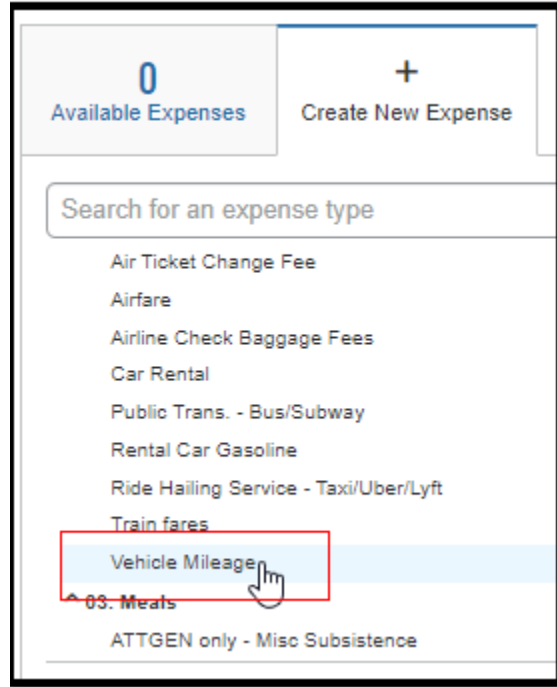 0
Available Expenses
+
Create New Expense
Search for an expense type
Air Ticket Change Fee
Airfare
Airline Check Baggage Fees
Car Rental
Public Trans. - Bus/Subway
Rental Car Gasoline
Ride Hailing Service - Taxi/Uber/Lyft
Train fares
Vehicle Mileage
^ 03. Meals
ATTGEN only - Misc Subsistence